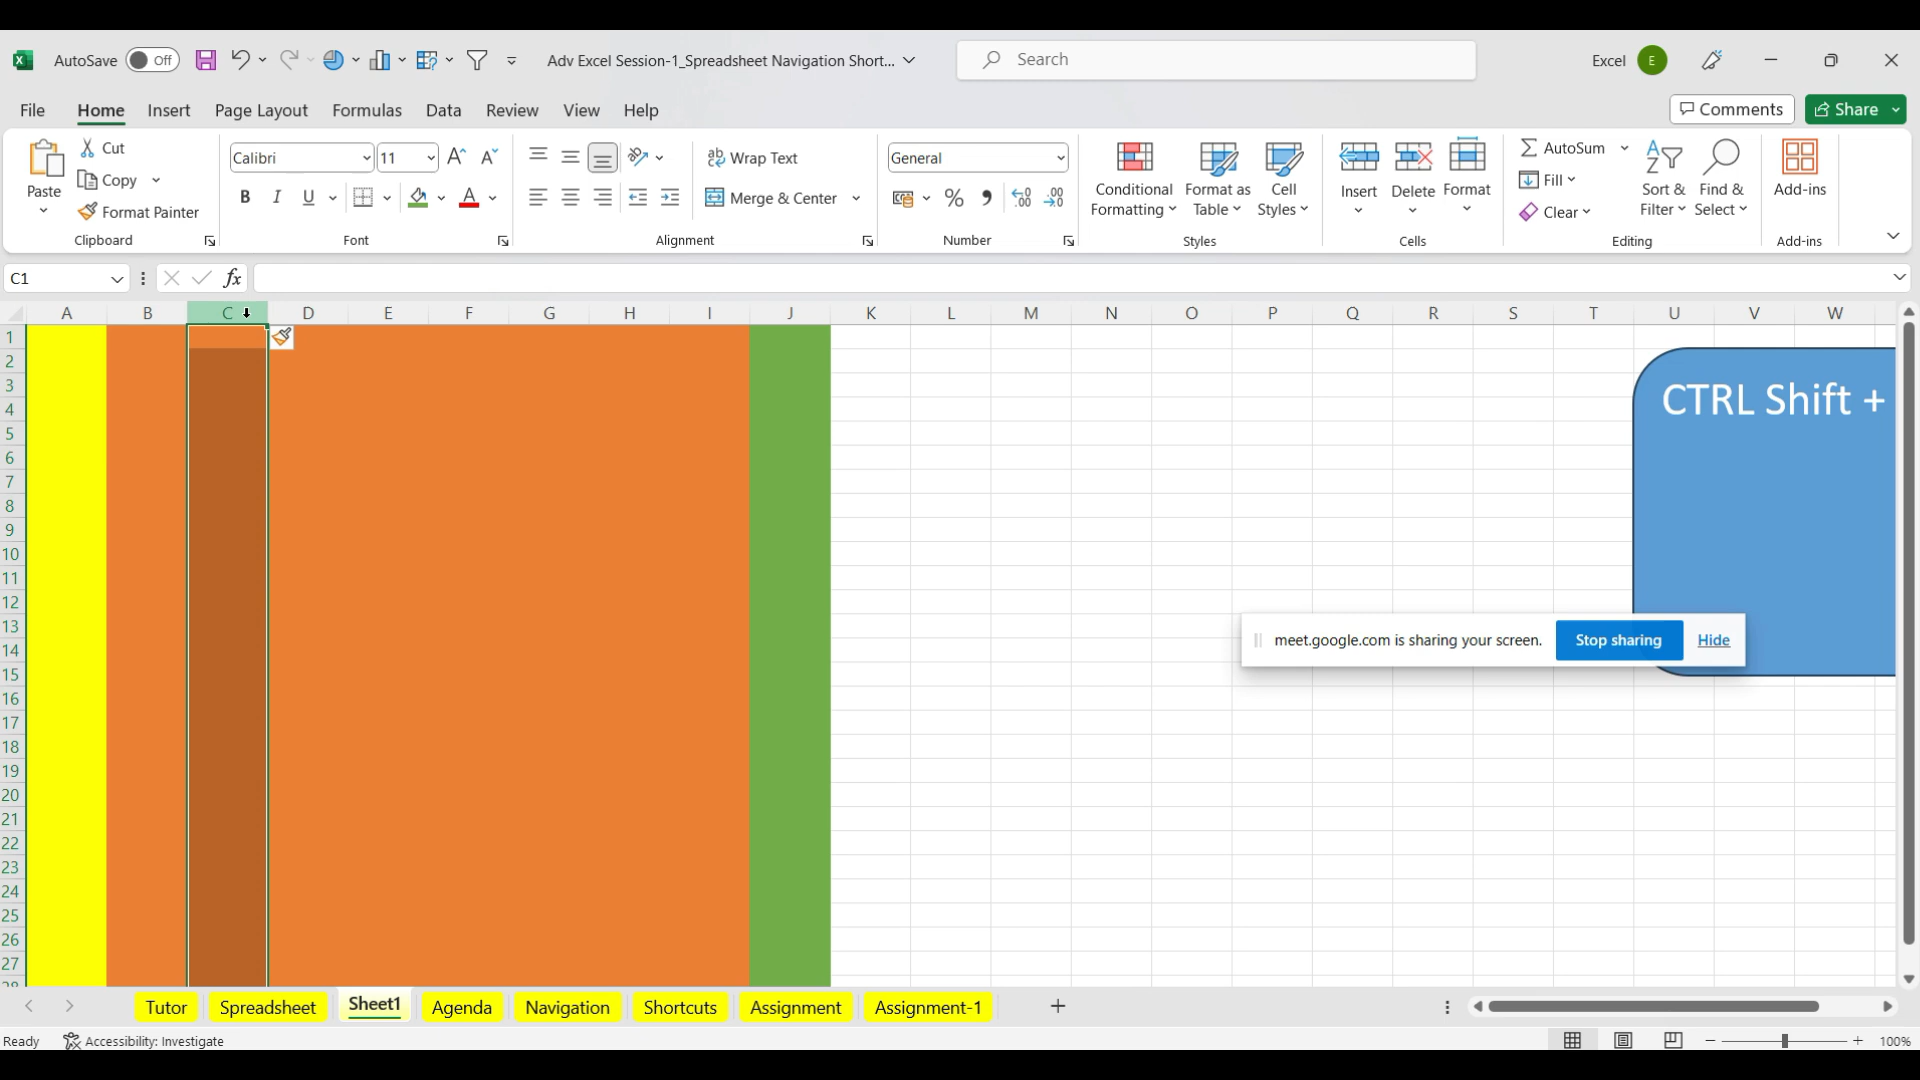 AutoSave Off Adv Excel Session-1_Spreadsheet Navigation Short... Search Excel E
File Home Insert Page Layout Formulas Data Review View Help Comments Share
Paste Cut Copy Format Painter Clipboard
Calibri 11 B I U A Font
ab Wrap Text Merge & Center Alignment
General % Number
Conditional Formatting Format as Table Cell Styles Styles
Insert Delete Format Cells
AutoSum Fill Clear Sort & Filter Find & Select Editing
Add-ins Add-ins
C1 fx
A B C D E F G H I J K L M N O P Q R S T U V W
1
2
3
4 CTRL Shift +
5
6
7
8
9
10
11
12
13
14 meet.google.com is sharing your screen. Stop sharing Hide
15
16
17
18
19
20
21
22
23
24
25
26
27
28
Tutor Spreadsheet Sheet1 Agenda Navigation Shortcuts Assignment Assignment-1
Ready Accessibility: Investigate 100%